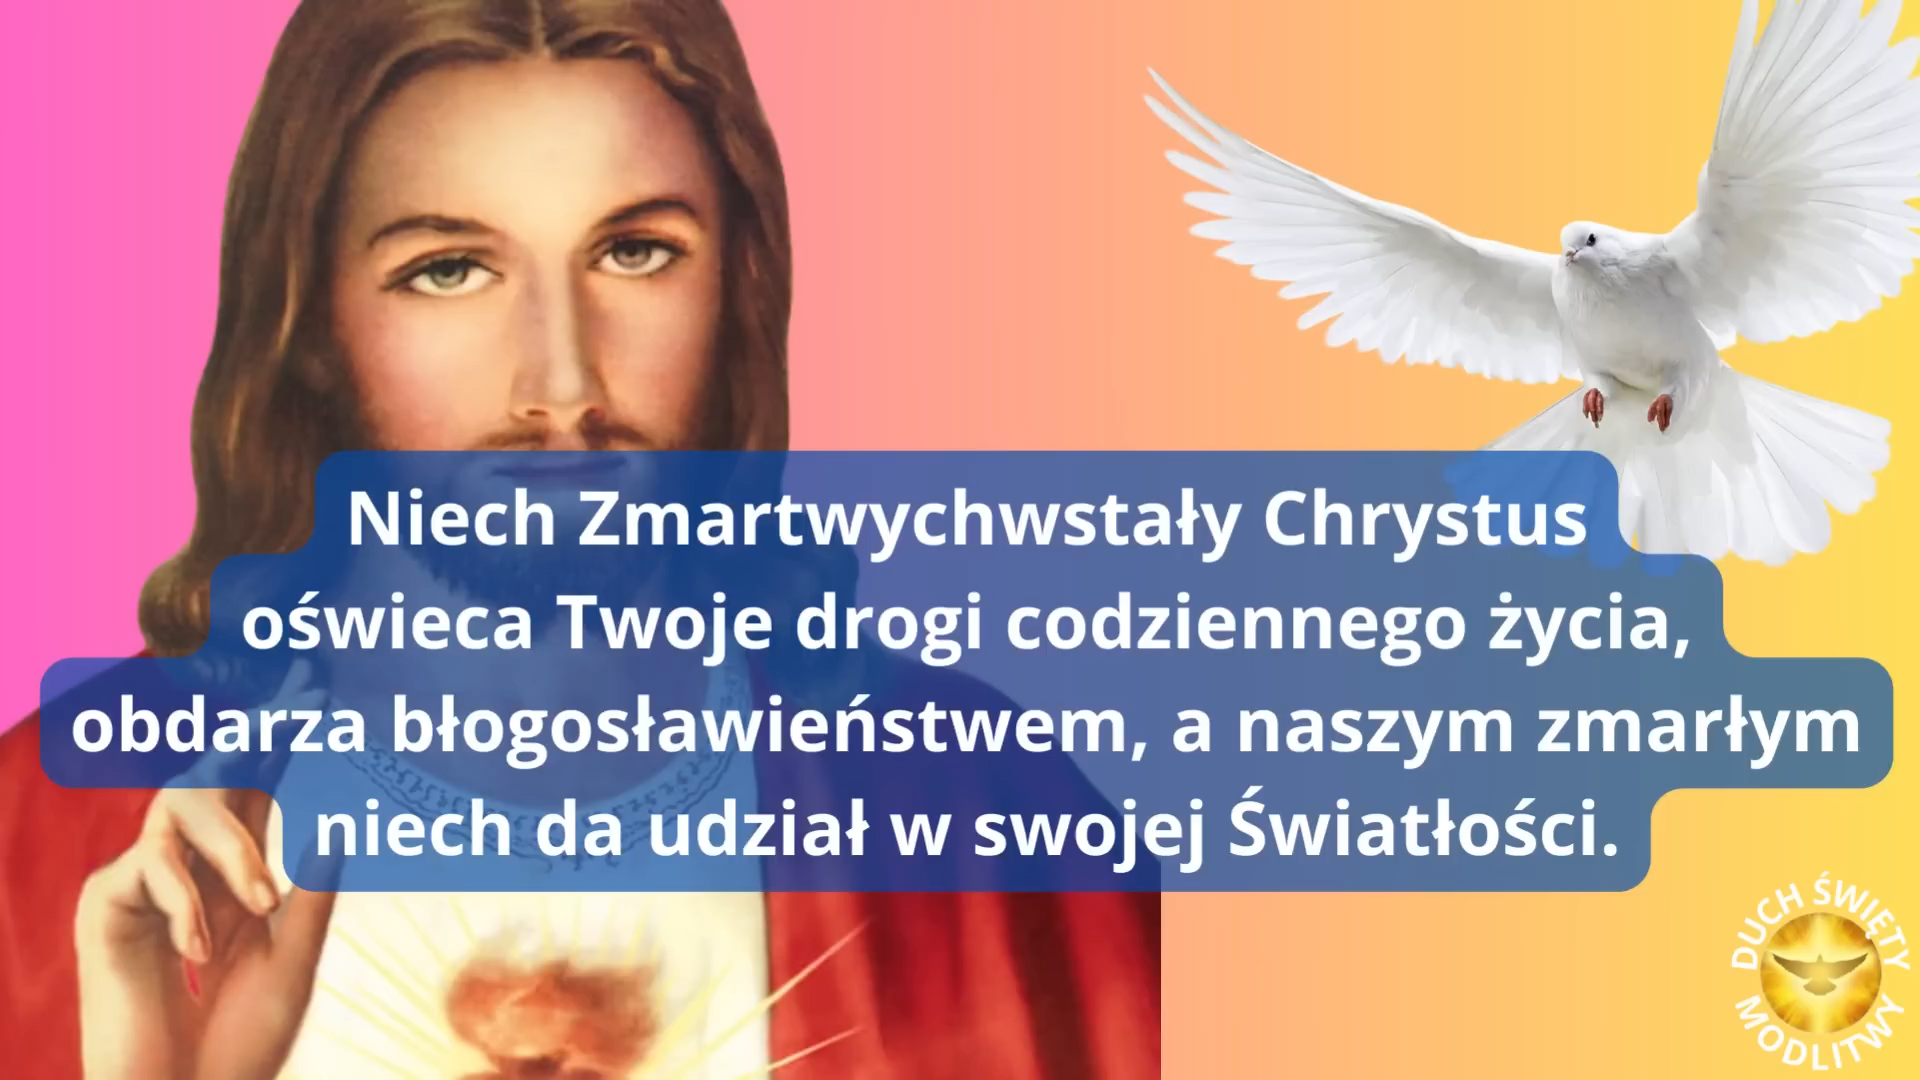 Niech Zmartwychwstały Chrystus
oświeca Twoje drogi codziennego życia,
obdarza błogosławieństwem, a naszym zmarłym
niech da udział w swojej Światłości.
DUCH ŚWIĘTY
MODLITWY